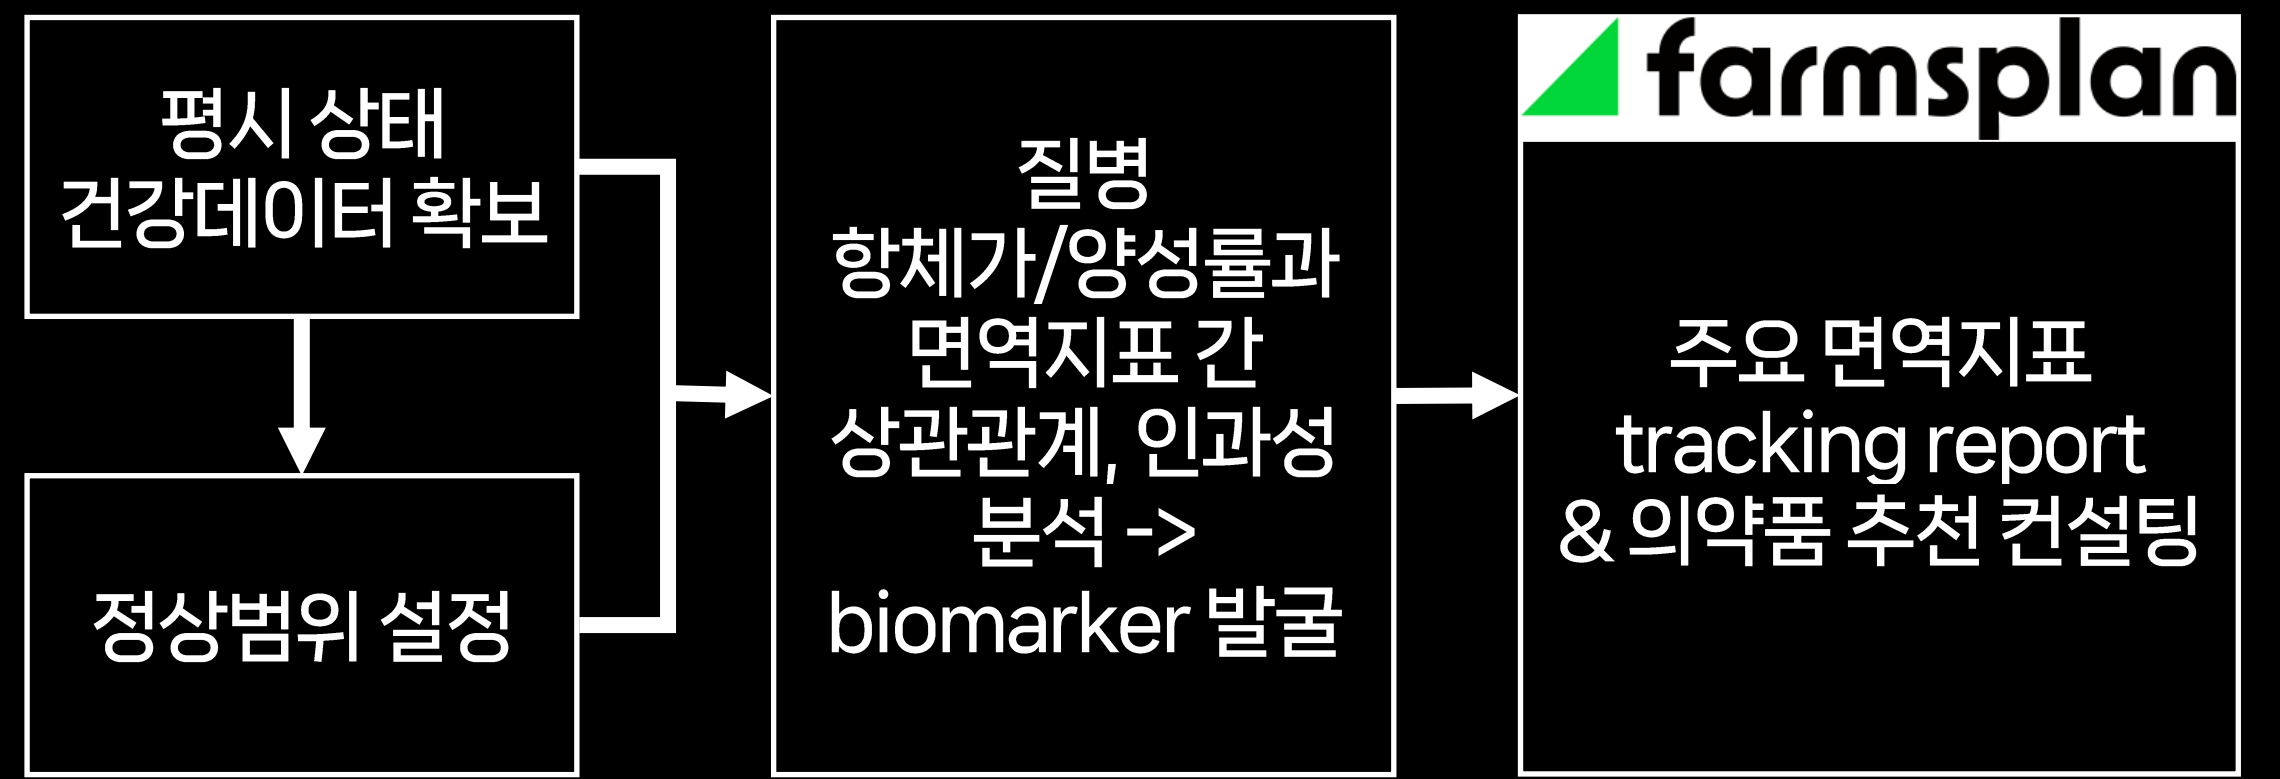 평시 상태
건강데이터 확보
정상범위 설정
질병
항체가/양성률과
면역지표 간
상관관계, 인과성
분석 ->
biomarker 발굴
farmsplan
주요 면역지표
tracking report
& 의약품 추천 컨설팅